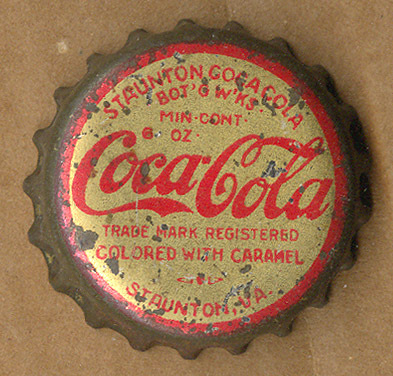 STAUNTON COCA COLA
BOT'G W'KS
MIN-CONT-
6 OZ
Coca-Cola
TRADE MARK REGISTERED
COLORED WITH CARAMEL
STAUNTON, VA